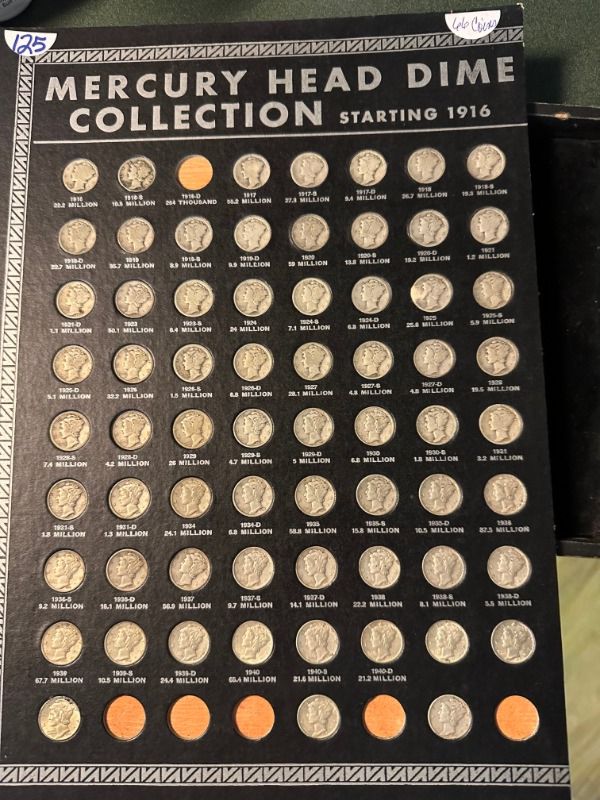 125
66 Coins
MERCURY HEAD DIME
COLLECTION STARTING 1916
1916 1916-S 1916-D 1917 1917-S 1917-D 1918 1918-S
22.2 MILLION 10.5 MILLION 264 THOUSAND 55.2 MILLION 27.3 MILLION 9.4 MILLION 26.7 MILLION 19.3 MILLION
1918-D 1919 1919-S 1919-D 1920 1920-S 1920-D 1921
22.7 MILLION 35.7 MILLION 8.9 MILLION 9.9 MILLION 59 MILLION 13.8 MILLION 19.2 MILLION 1.2 MILLION
1921-D 1923 1923-S 1924 1924-S 1924-D 1925 1925-S
1.1 MILLION 50.1 MILLION 6.4 MILLION 24 MILLION 7.1 MILLION 6.8 MILLION 25.6 MILLION 5.9 MILLION
1925-D 1926 1926-S 1926-D 1927 1927-S 1927-D 1928
5.1 MILLION 32.2 MILLION 1.5 MILLION 6.8 MILLION 28.1 MILLION 4.8 MILLION 4.8 MILLION 19.5 MILLION
1928-S 1928-D 1929 1929-S 1929-D 1930 1930-S 1931
7.4 MILLION 4.2 MILLION 26 MILLION 4.7 MILLION 5 MILLION 6.8 MILLION 1.8 MILLION 3.2 MILLION
1931-S 1931-D 1934 1934-D 1935 1935-S 1935-D 1936
1.8 MILLION 1.3 MILLION 24.1 MILLION 6.8 MILLION 58.8 MILLION 15.8 MILLION 10.5 MILLION 87.5 MILLION
1936-S 1936-D 1937 1937-S 1937-D 1938 1938-S 1938-D
9.2 MILLION 16.1 MILLION 56.9 MILLION 9.7 MILLION 14.1 MILLION 22.2 MILLION 8.1 MILLION 5.5 MILLION
1939 1939-S 1939-D 1940 1940-S 1940-D
67.7 MILLION 10.5 MILLION 24.4 MILLION 65.4 MILLION 21.6 MILLION 21.2 MILLION